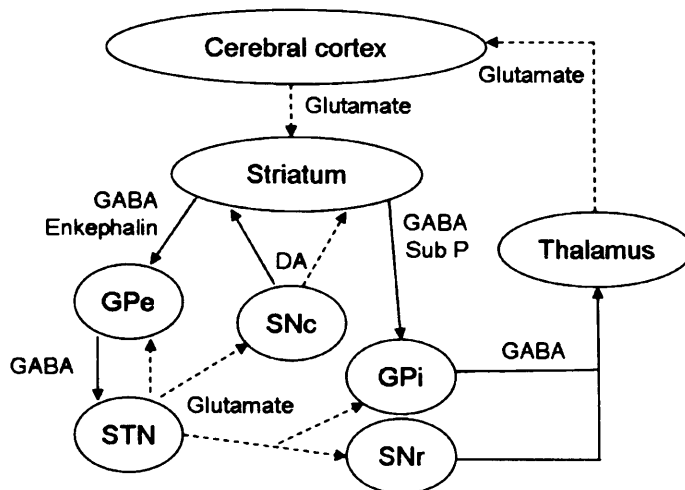 Cerebral cortex
Glutamate
Glutamate
Striatum
GABA
Enkephalin
GABA
Sub P
Thalamus
DA
GPe
SNc
GABA
GPi
GABA
Glutamate
STN
SNr